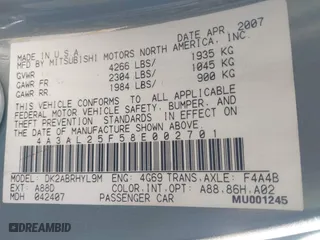 DATE APR 2007
MADE IN U.S.A.
MFG BY MITSUBISHI MOTORS NORTH AMERICA, INC.
GVWR 4266 LBS/ 1935 KG
GAWR FR 2304 LBS/ 1045 KG
GAWR RR 1984 LBS/ 900 KG
THIS VEHICLE CONFORMS TO ALL APPLICABLE
FEDERAL MOTOR VEHICLE SAFETY, BUMPER, AND
THEFT PREVENTION STANDARDS IN EFFECT ON
THE DATE OF MANUFACTURE SHOWN ABOVE.
4A3AL25F58E002701
MODEL DK2ABRHYL9M ENG: 4G69 TRANS.AXLE: F4A4B
EXT: A88D COLOR.INT.OPT: A88.86H.A02
MDH 042407 PASSENGER CAR MU001245